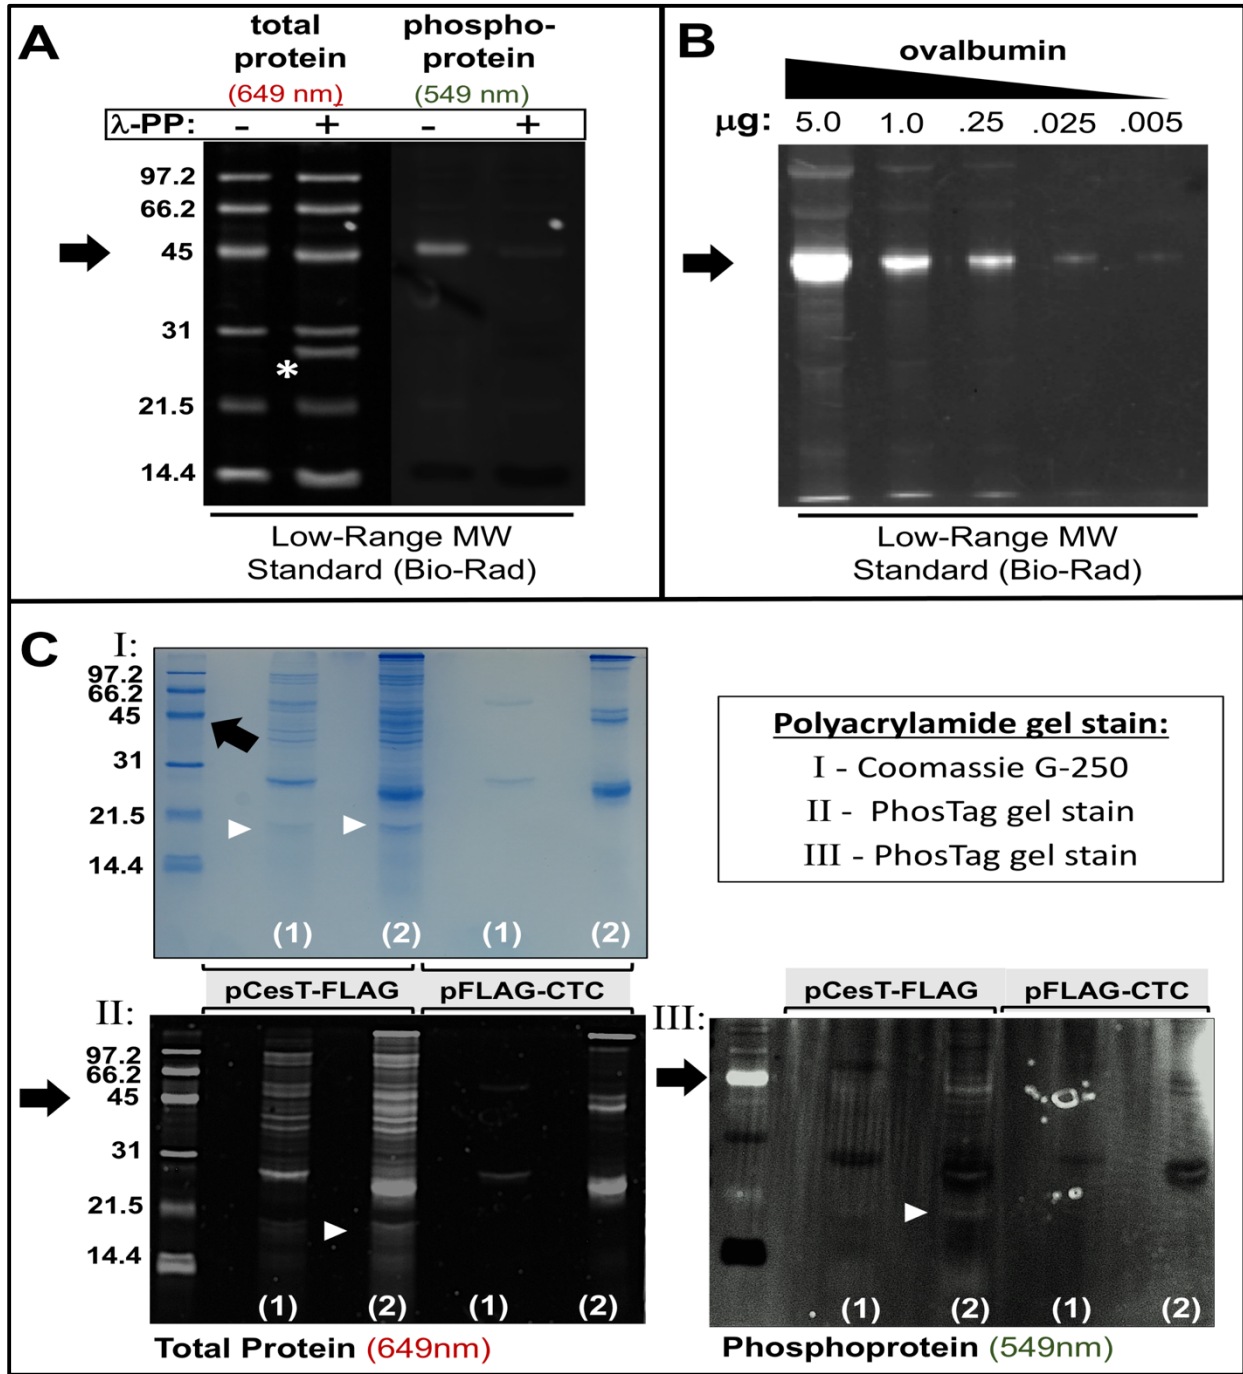 A
total
protein
(649 nm)
phospho-
protein
(549 nm)
λ-PP: - + - +
97.2
66.2
45
31
*
21.5
14.4
Low-Range MW
Standard (Bio-Rad)
B
ovalbumin
µg: 5.0 1.0 .25 .025 .005
Low-Range MW
Standard (Bio-Rad)
C
I:
97.2
66.2
45
31
21.5
14.4
(1) (2) (1) (2)
Polyacrylamide gel stain:
I - Coomassie G-250
II - PhosTag gel stain
III - PhosTag gel stain
pCesT-FLAG pFLAG-CTC
II:
97.2
66.2
45
31
21.5
14.4
(1) (2) (1) (2)
Total Protein (649nm)
pCesT-FLAG pFLAG-CTC
III:
(1) (2) (1) (2)
Phosphoprotein (549nm)